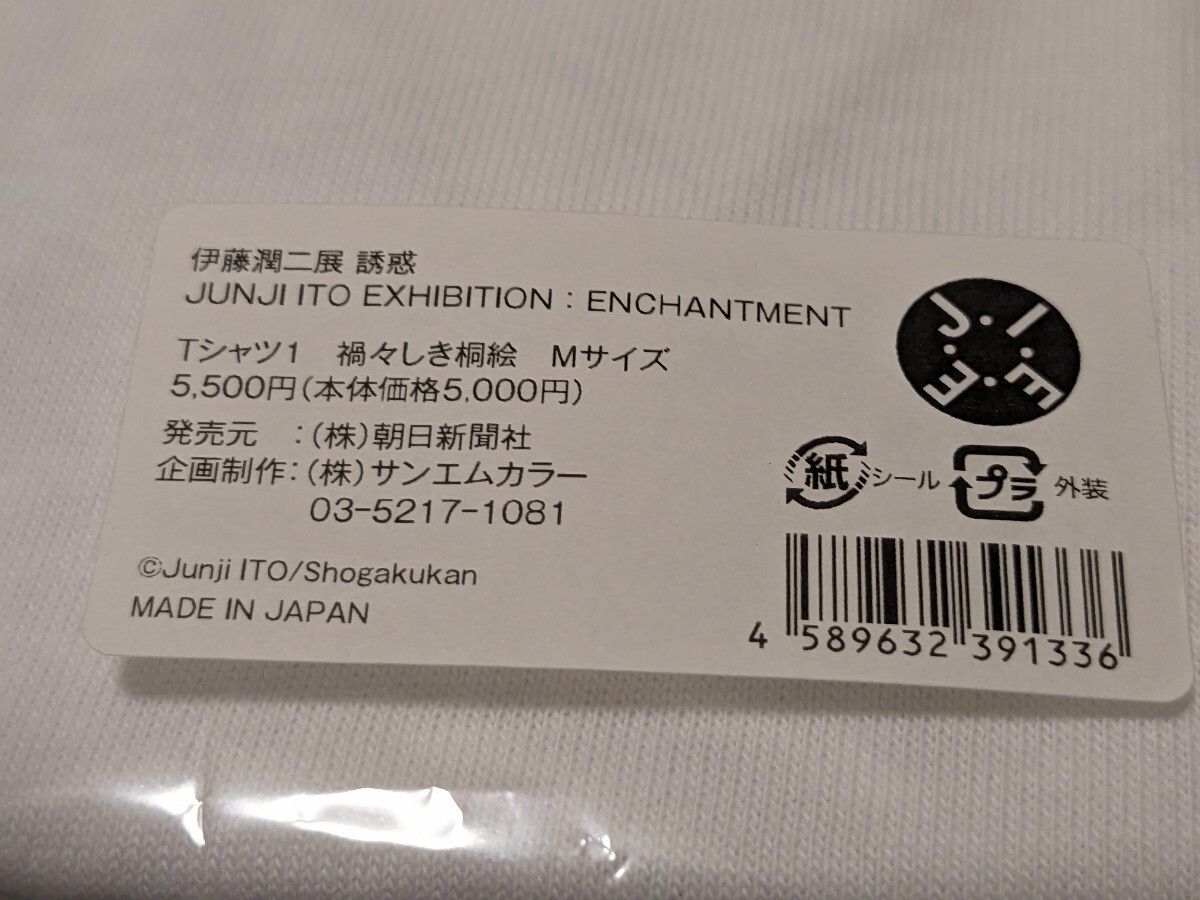 伊藤潤二展 誘惑
JUNJI ITO EXHIBITION : ENCHANTMENT
J・I・E・E
Tシャツ1 禍々しき桐絵 Mサイズ
5,500円(本体価格5,000円)
発売元 :(株)朝日新聞社
企画制作:(株)サンエムカラー
03-5217-1081
紙 シール プラ 外装
©Junji ITO/Shogakukan
MADE IN JAPAN
4 589632 391336